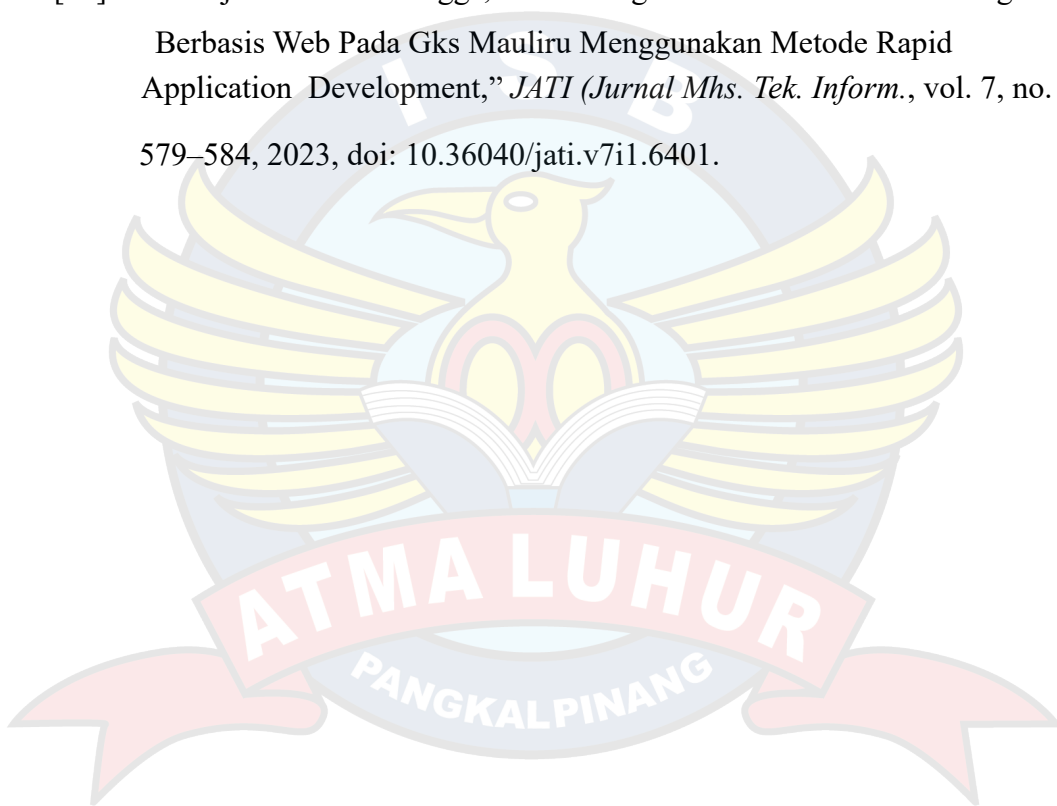 Berbasis Web Pada Gks Mauliru Menggunakan Metode Rapid
Application Development,” JATI (Jurnal Mhs. Tek. Inform., vol. 7, no.
579–584, 2023, doi: 10.36040/jati.v7i1.6401.
I S B
ATMA LUHUR
PANGKALPINANG